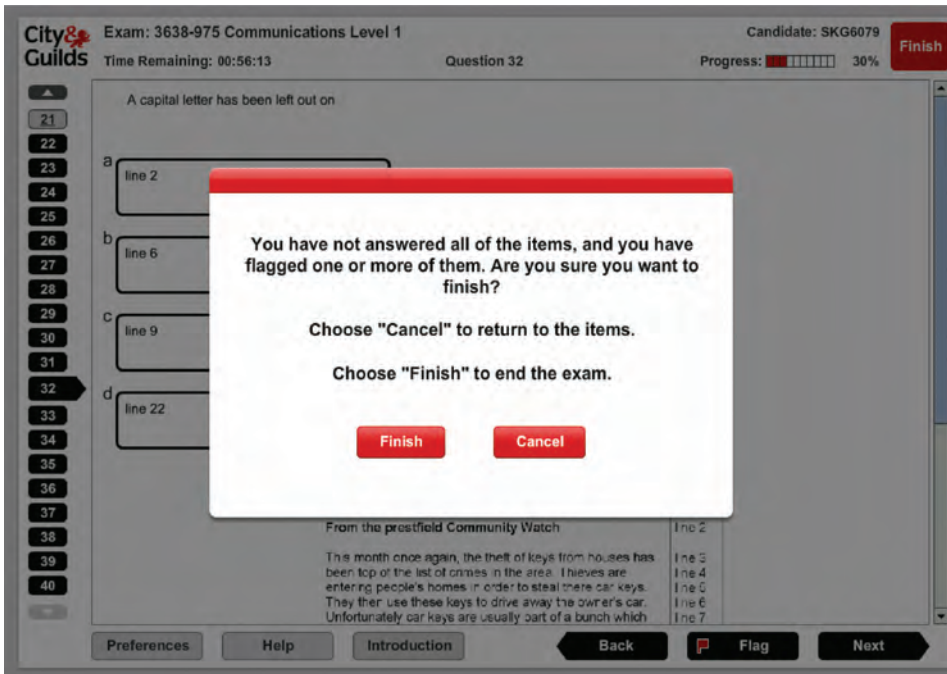 City&
Guilds
Exam: 3638-975 Communications Level 1
Candidate: SKG6079
Finish
Time Remaining: 00:56:13
Question 32
Progress:
30%
21
22
23
24
25
26
27
28
29
30
31
32
33
34
35
36
37
38
39
40
A capital letter has been left out on
a
line 2
b
line 6
c
line 9
d
line 22
You have not answered all of the items, and you have
flagged one or more of them. Are you sure you want to
finish?
Choose "Cancel" to return to the items.
Choose "Finish" to end the exam.
Finish
Cancel
From the prestfield Community Watch
line 2
This month once again, the theft of keys from houses has
line 3
been top of the list of crimes in the area. Thieves are
line 4
entering people's homes in order to steal there car keys.
line 5
They then use these keys to drive away the owner's car.
line 6
Unfortunately car keys are usually part of a bunch which
line 7
Preferences
Help
Introduction
Back
Flag
Next